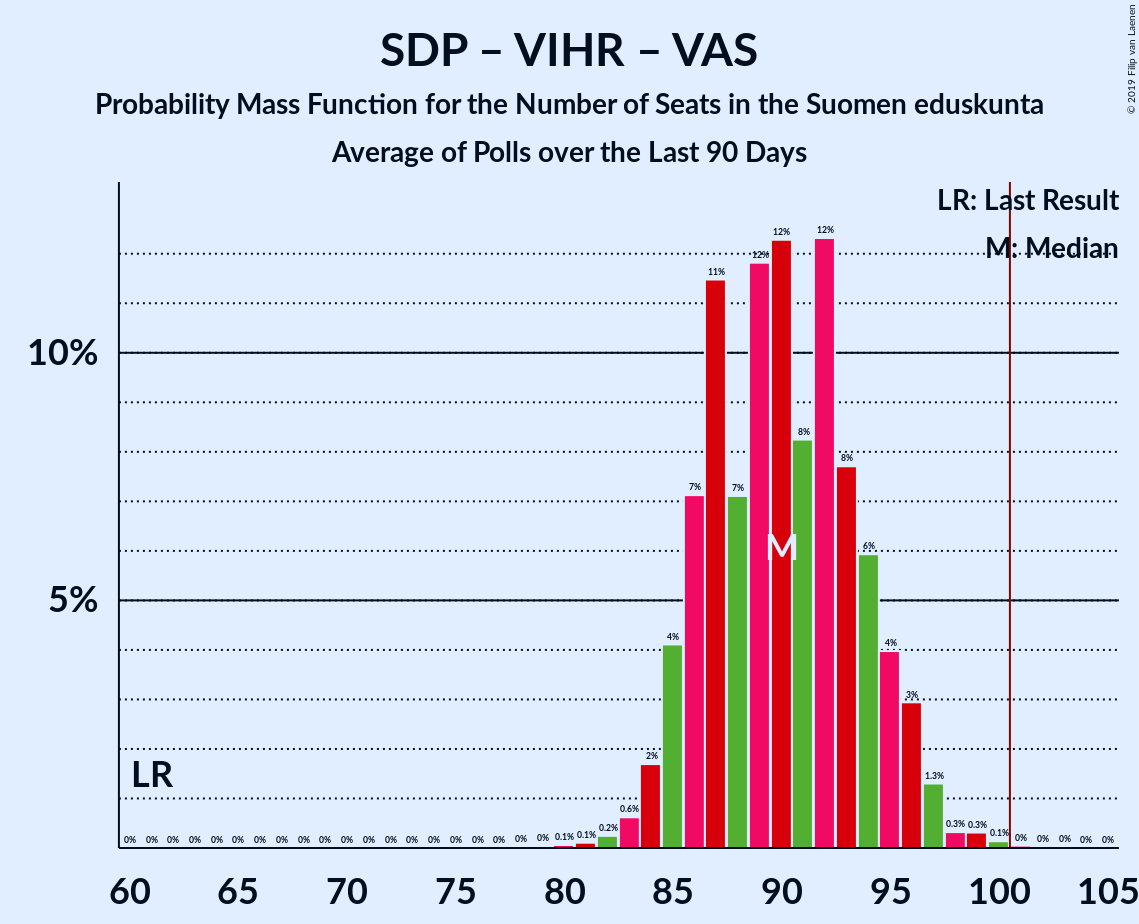 SDP – VIHR – VAS
Probability Mass Function for the Number of Seats in the Suomen eduskunta
Average of Polls over the Last 90 Days
© 2019 Filip van Laenen
LR: Last Result
M: Median
10%
5%
LR
M
0% 0% 0% 0% 0% 0% 0% 0% 0% 0% 0% 0% 0% 0% 0% 0% 0% 0% 0% 0% 0.1% 0.1% 0.2% 0.6% 2% 4% 7% 11% 7% 12% 12% 8% 12% 8% 6% 4% 3% 1.3% 0.3% 0.3% 0.1% 0% 0% 0% 0% 0%
60 65 70 75 80 85 90 95 100 105